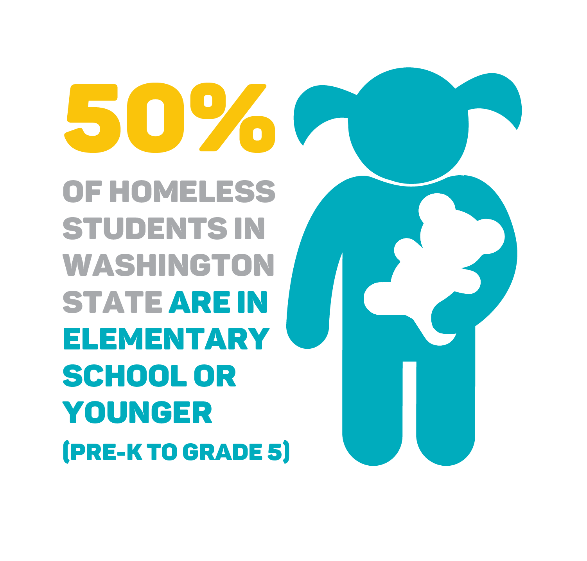 50%
OF HOMELESS
STUDENTS IN
WASHINGTON
STATE ARE IN
ELEMENTARY
SCHOOL OR
YOUNGER
(PRE-K TO GRADE 5)